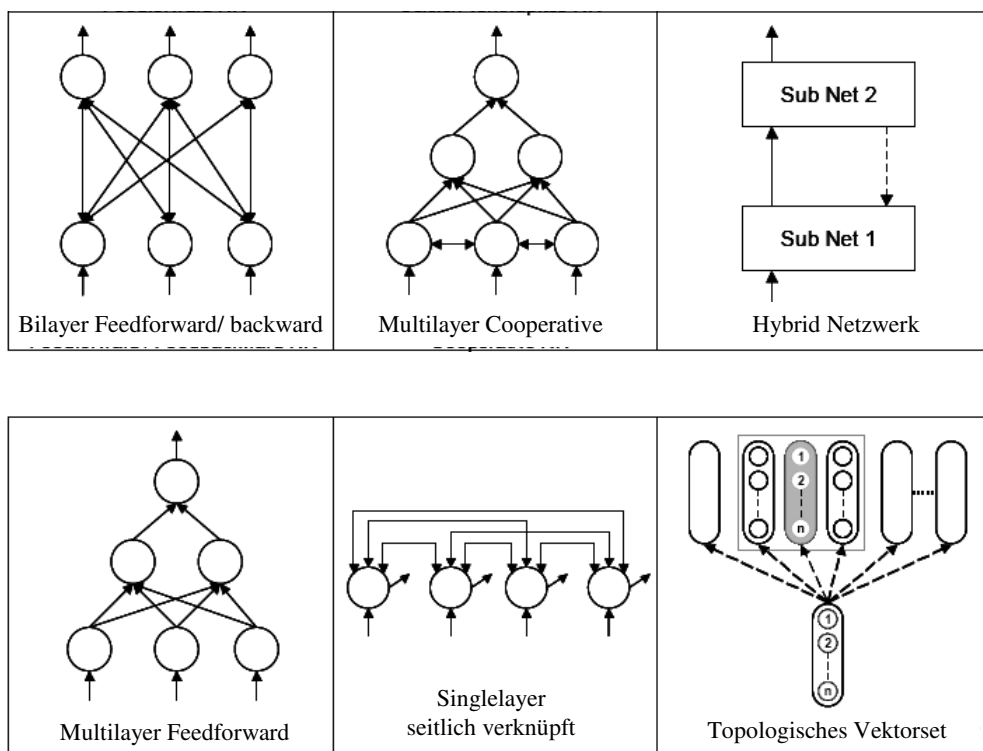 Sub Net 2
Sub Net 1
Bilayer Feedforward/ backward
Multilayer Cooperative
Hybrid Netzwerk
1
2
n
1
2
n
Multilayer Feedforward
Singlelayer
seitlich verknüpft
Topologisches Vektorset